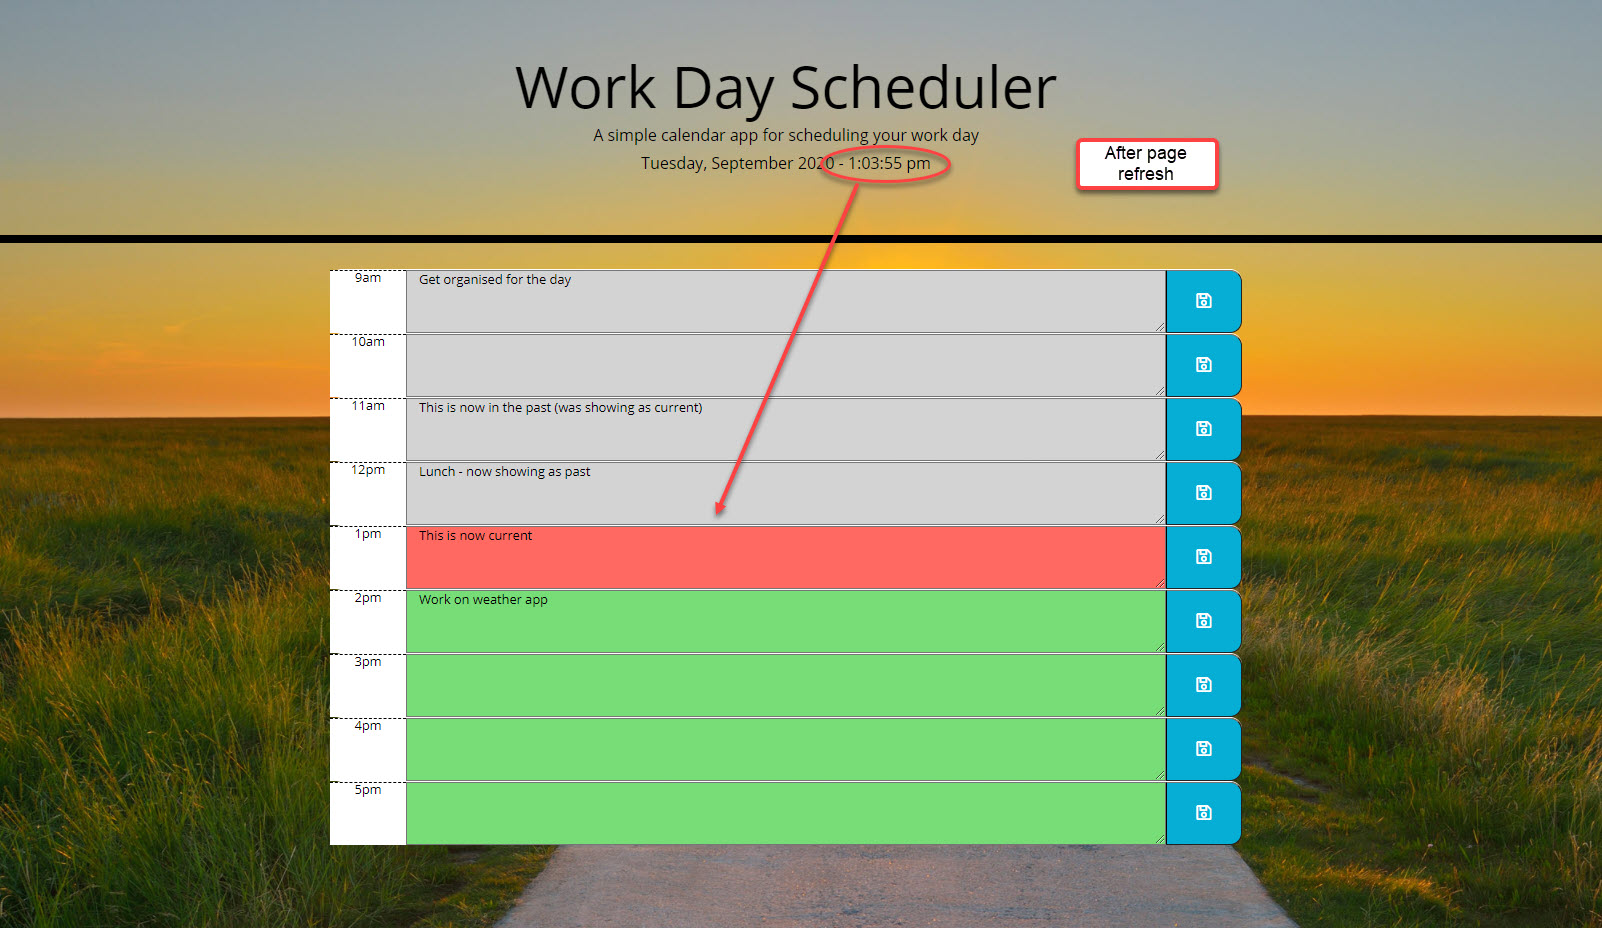 Work Day Scheduler
A simple calendar app for scheduling your work day
Tuesday, September 2020 - 1:03:55 pm
After page
refresh
9am
Get organised for the day
10am
11am
This is now in the past (was showing as current)
12pm
Lunch - now showing as past
1pm
This is now current
2pm
Work on weather app
3pm
4pm
5pm